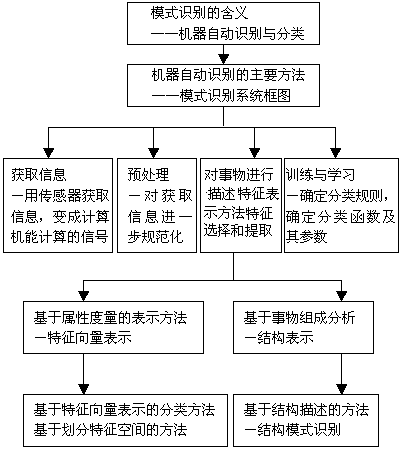 模式识别的含义
——机器自动识别与分类
机器自动识别的主要方法
——模式识别系统框图
获取信息
—用传感器获取
信息，变成计算
机能计算的信号
预处理
—对获取
信息进一
步规范化
对事物进行
描述特征表
示方法特征
选择和提取
训练与学习
—确定分类规则，
确定分类函数及
其参数
基于属性度量的表示方法
—特征向量表示
基于事物组成分析
—结构表示
基于特征向量表示的分类方法
基于划分特征空间的方法
基于结构描述的方法
—结构模式识别